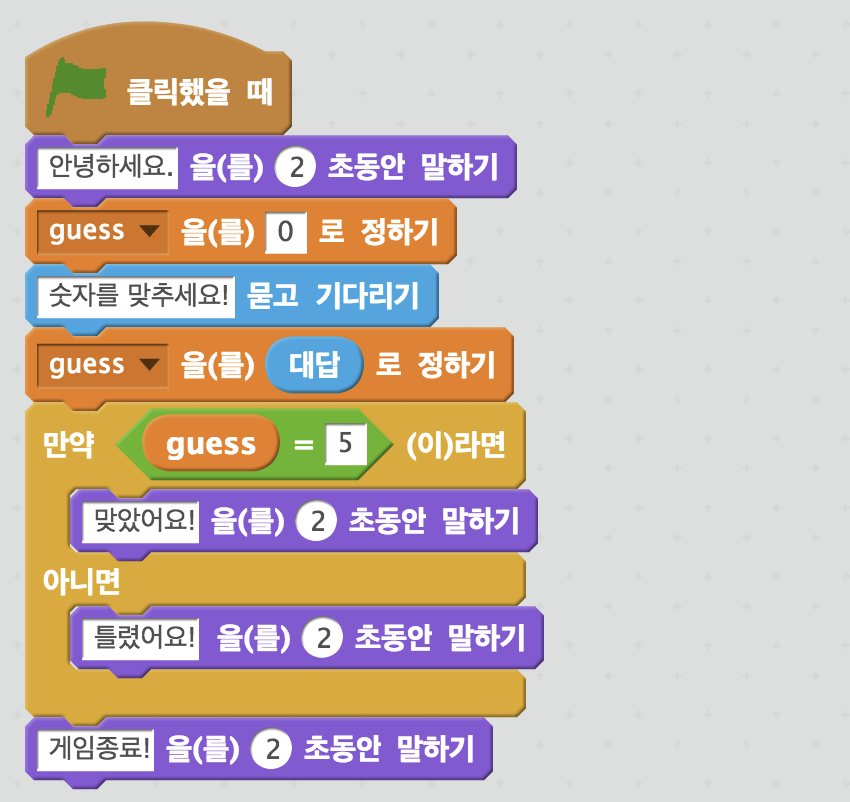 클릭했을 때
안녕하세요. 을(를) 2 초동안 말하기
guess 을(를) 0 로 정하기
숫자를 맞추세요! 묻고 기다리기
guess 을(를) 대답 로 정하기
만약 guess = 5 (이)라면
맞았어요! 을(를) 2 초동안 말하기
아니면
틀렸어요! 을(를) 2 초동안 말하기
게임종료! 을(를) 2 초동안 말하기